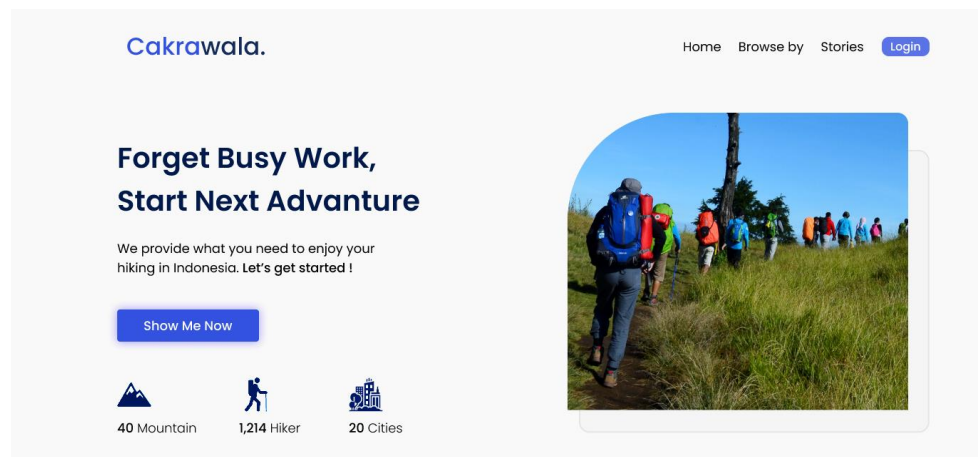 Cakrawala.
Home Browse by Stories Login
Forget Busy Work,
Start Next Advanture
We provide what you need to enjoy your
hiking in Indonesia. Let's get started !
Show Me Now
40 Mountain 1,214 Hiker 20 Cities